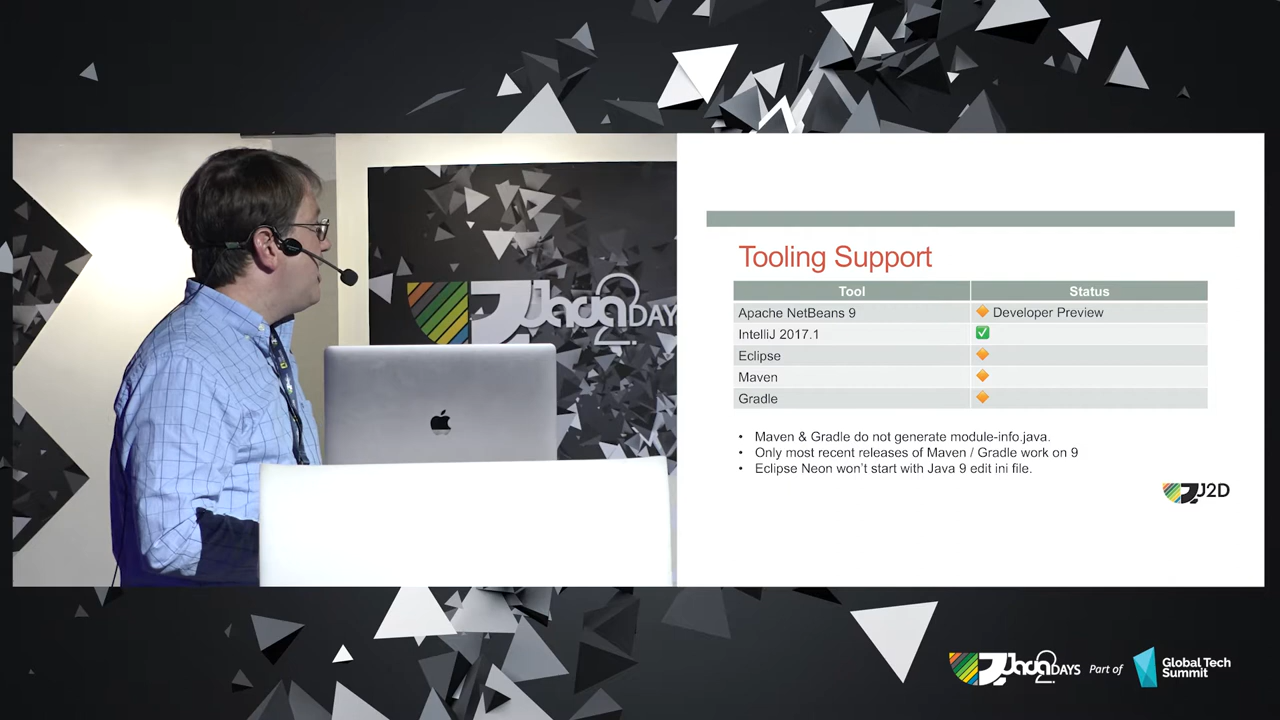 Java2DAYS
Tooling Support
Tool Status
Apache NetBeans 9 🔶 Developer Preview
IntelliJ 2017.1 ✅
Eclipse 🔶
Maven 🔶
Gradle 🔶
• Maven & Gradle do not generate module-info.java.
• Only most recent releases of Maven / Gradle work on 9
• Eclipse Neon won't start with Java 9 edit ini file.
J2D
Java2DAYS Part of Global Tech
Summit